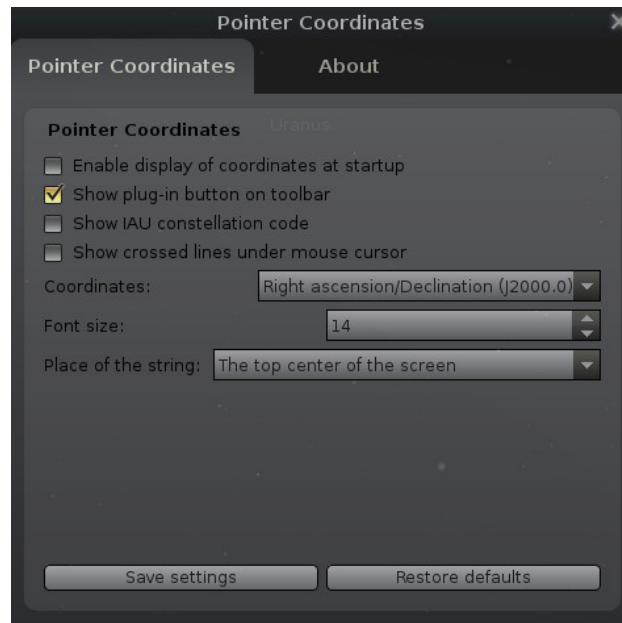 Pointer Coordinates
Pointer Coordinates About
Pointer Coordinates
Uranus
Enable display of coordinates at startup
Show plug-in button on toolbar
Show IAU constellation code
Show crossed lines under mouse cursor
Coordinates: Right ascension/Declination (J2000.0)
Font size: 14
Place of the string: The top center of the screen
Save settings Restore defaults